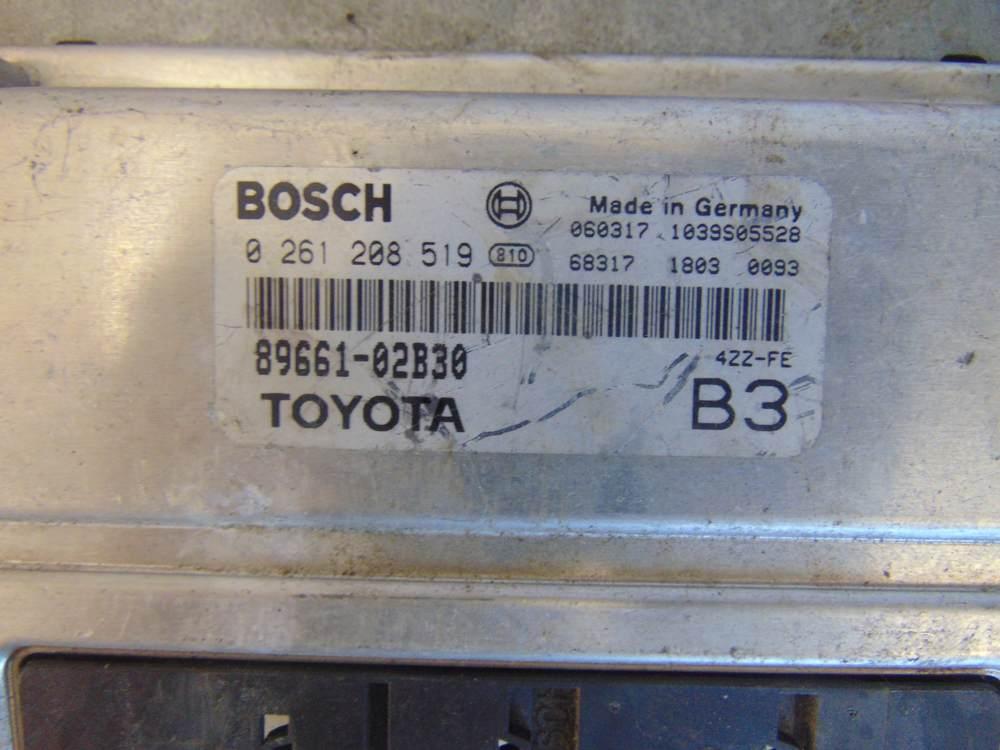 BOSCH
Made in Germany
060317 1039S05528
0 261 208 519 810
68317 1803 0093
89661-02B30
4ZZ-FE
TOYOTA
B3